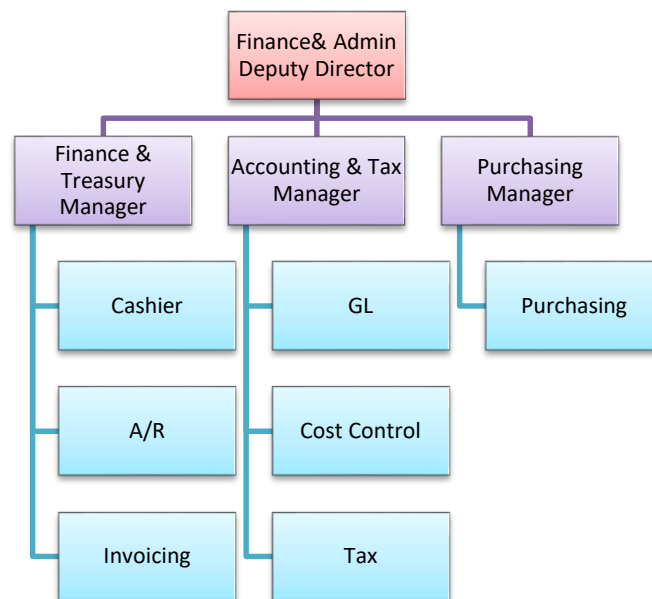 Finance& Admin
Deputy Director
Finance &
Treasury
Manager
Accounting & Tax
Manager
Purchasing
Manager
Cashier
GL
Purchasing
A/R
Cost Control
Invoicing
Tax